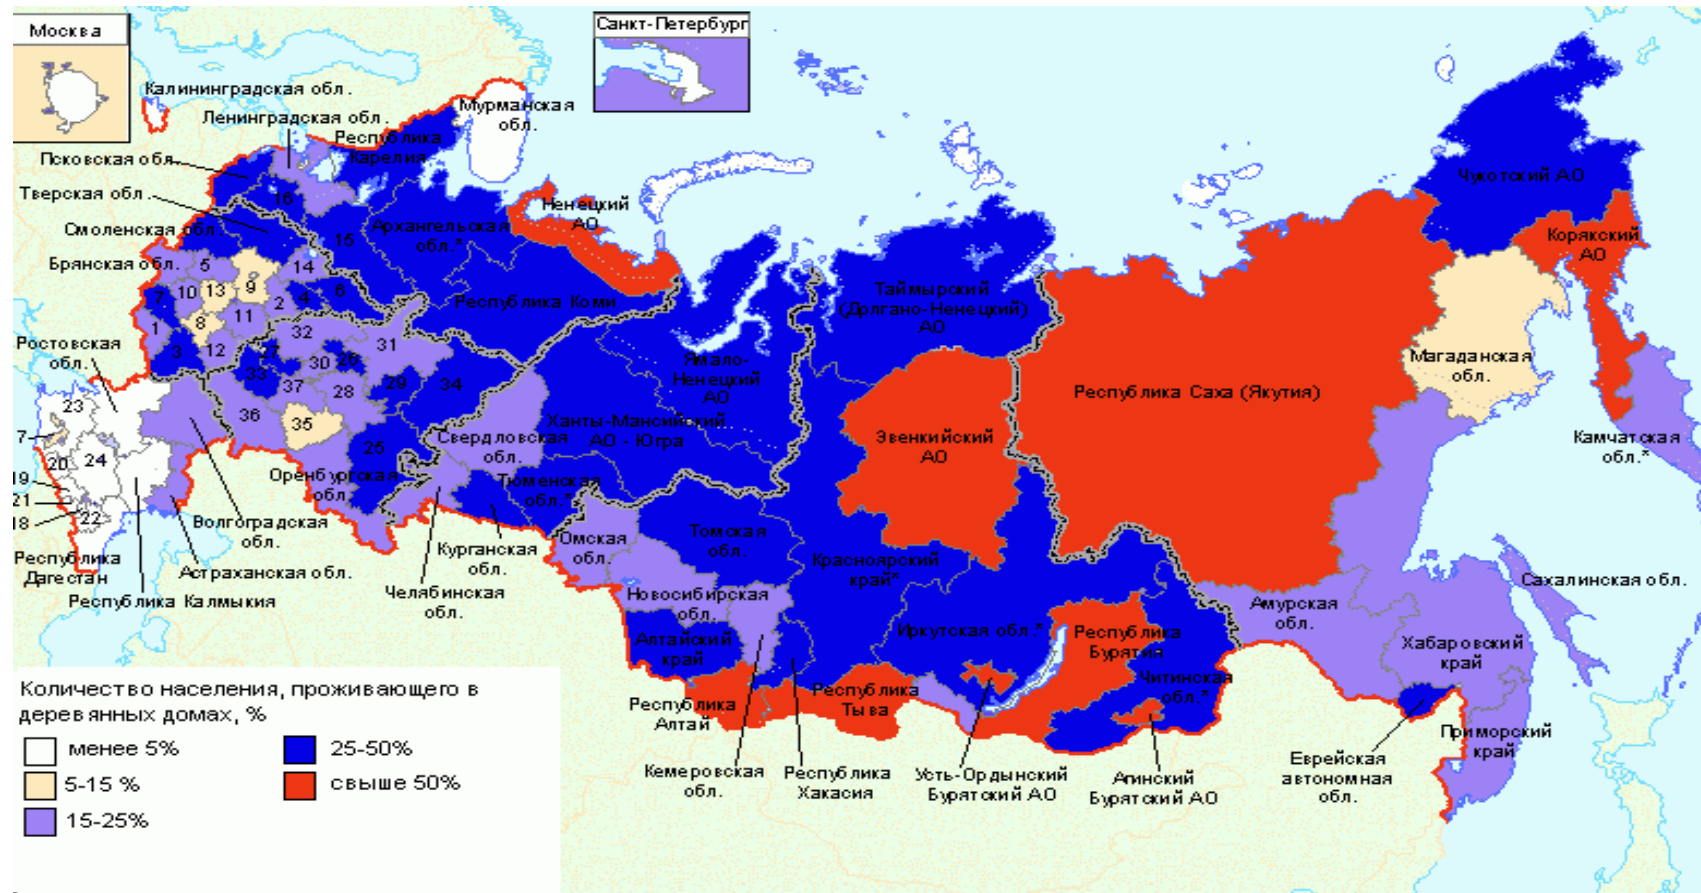 Москва
Санкт-Петербург
Калининградская обл.
Ленинградская обл.
Мурманская
обл.
Республика
Карелия
Псковская обл.
Тверская обл.
Смоленская обл.
Брянская обл.
Ростовская
обл.
Ненецкий
АО
Архангельская
обл.*
Республика Коми
Чукотский АО
Корякский
АО
Таймырский
(Долгано-Ненецкий)
АО
Ямало-
Ненецкий
АО
Ханты-Мансийский
АО - Югра
Эвенкийский
АО
Республика Саха (Якутия)
Магаданская
обл.
Камчатская
обл.*
Свердловская
обл.
Тюменская
обл.*
Оренбургская
обл.
Волгоградская
обл.
Астраханская обл.
Республика Калмыкия
Республика
Дагестан
Курганская
обл.
Челябинская
обл.
Омская
обл.
Томская
обл.
Новосибирская
обл.
Алтайский
край
Красноярский
край*
Иркутская обл.*
Республика
Бурятия
Читинская
обл.*
Амурская
обл.
Сахалинская обл.
Хабаровский
край
Приморский
край
Еврейская
автономная
обл.
Республика
Алтай
Республика
Тыва
Кемеровская
обл.
Республика
Хакасия
Усть-Ордынский
Бурятский АО
Агинский
Бурятский АО
16
15
5
14
7
10
13
9
2
4
6
1
8
11
3
12
32
31
27
30
26
33
37
28
29
34
36
35
25
23
7
20
24
19
21
18
22
Количество населения, проживающего в
деревянных домах, %
менее 5%
5-15 %
15-25%
25-50%
свыше 50%